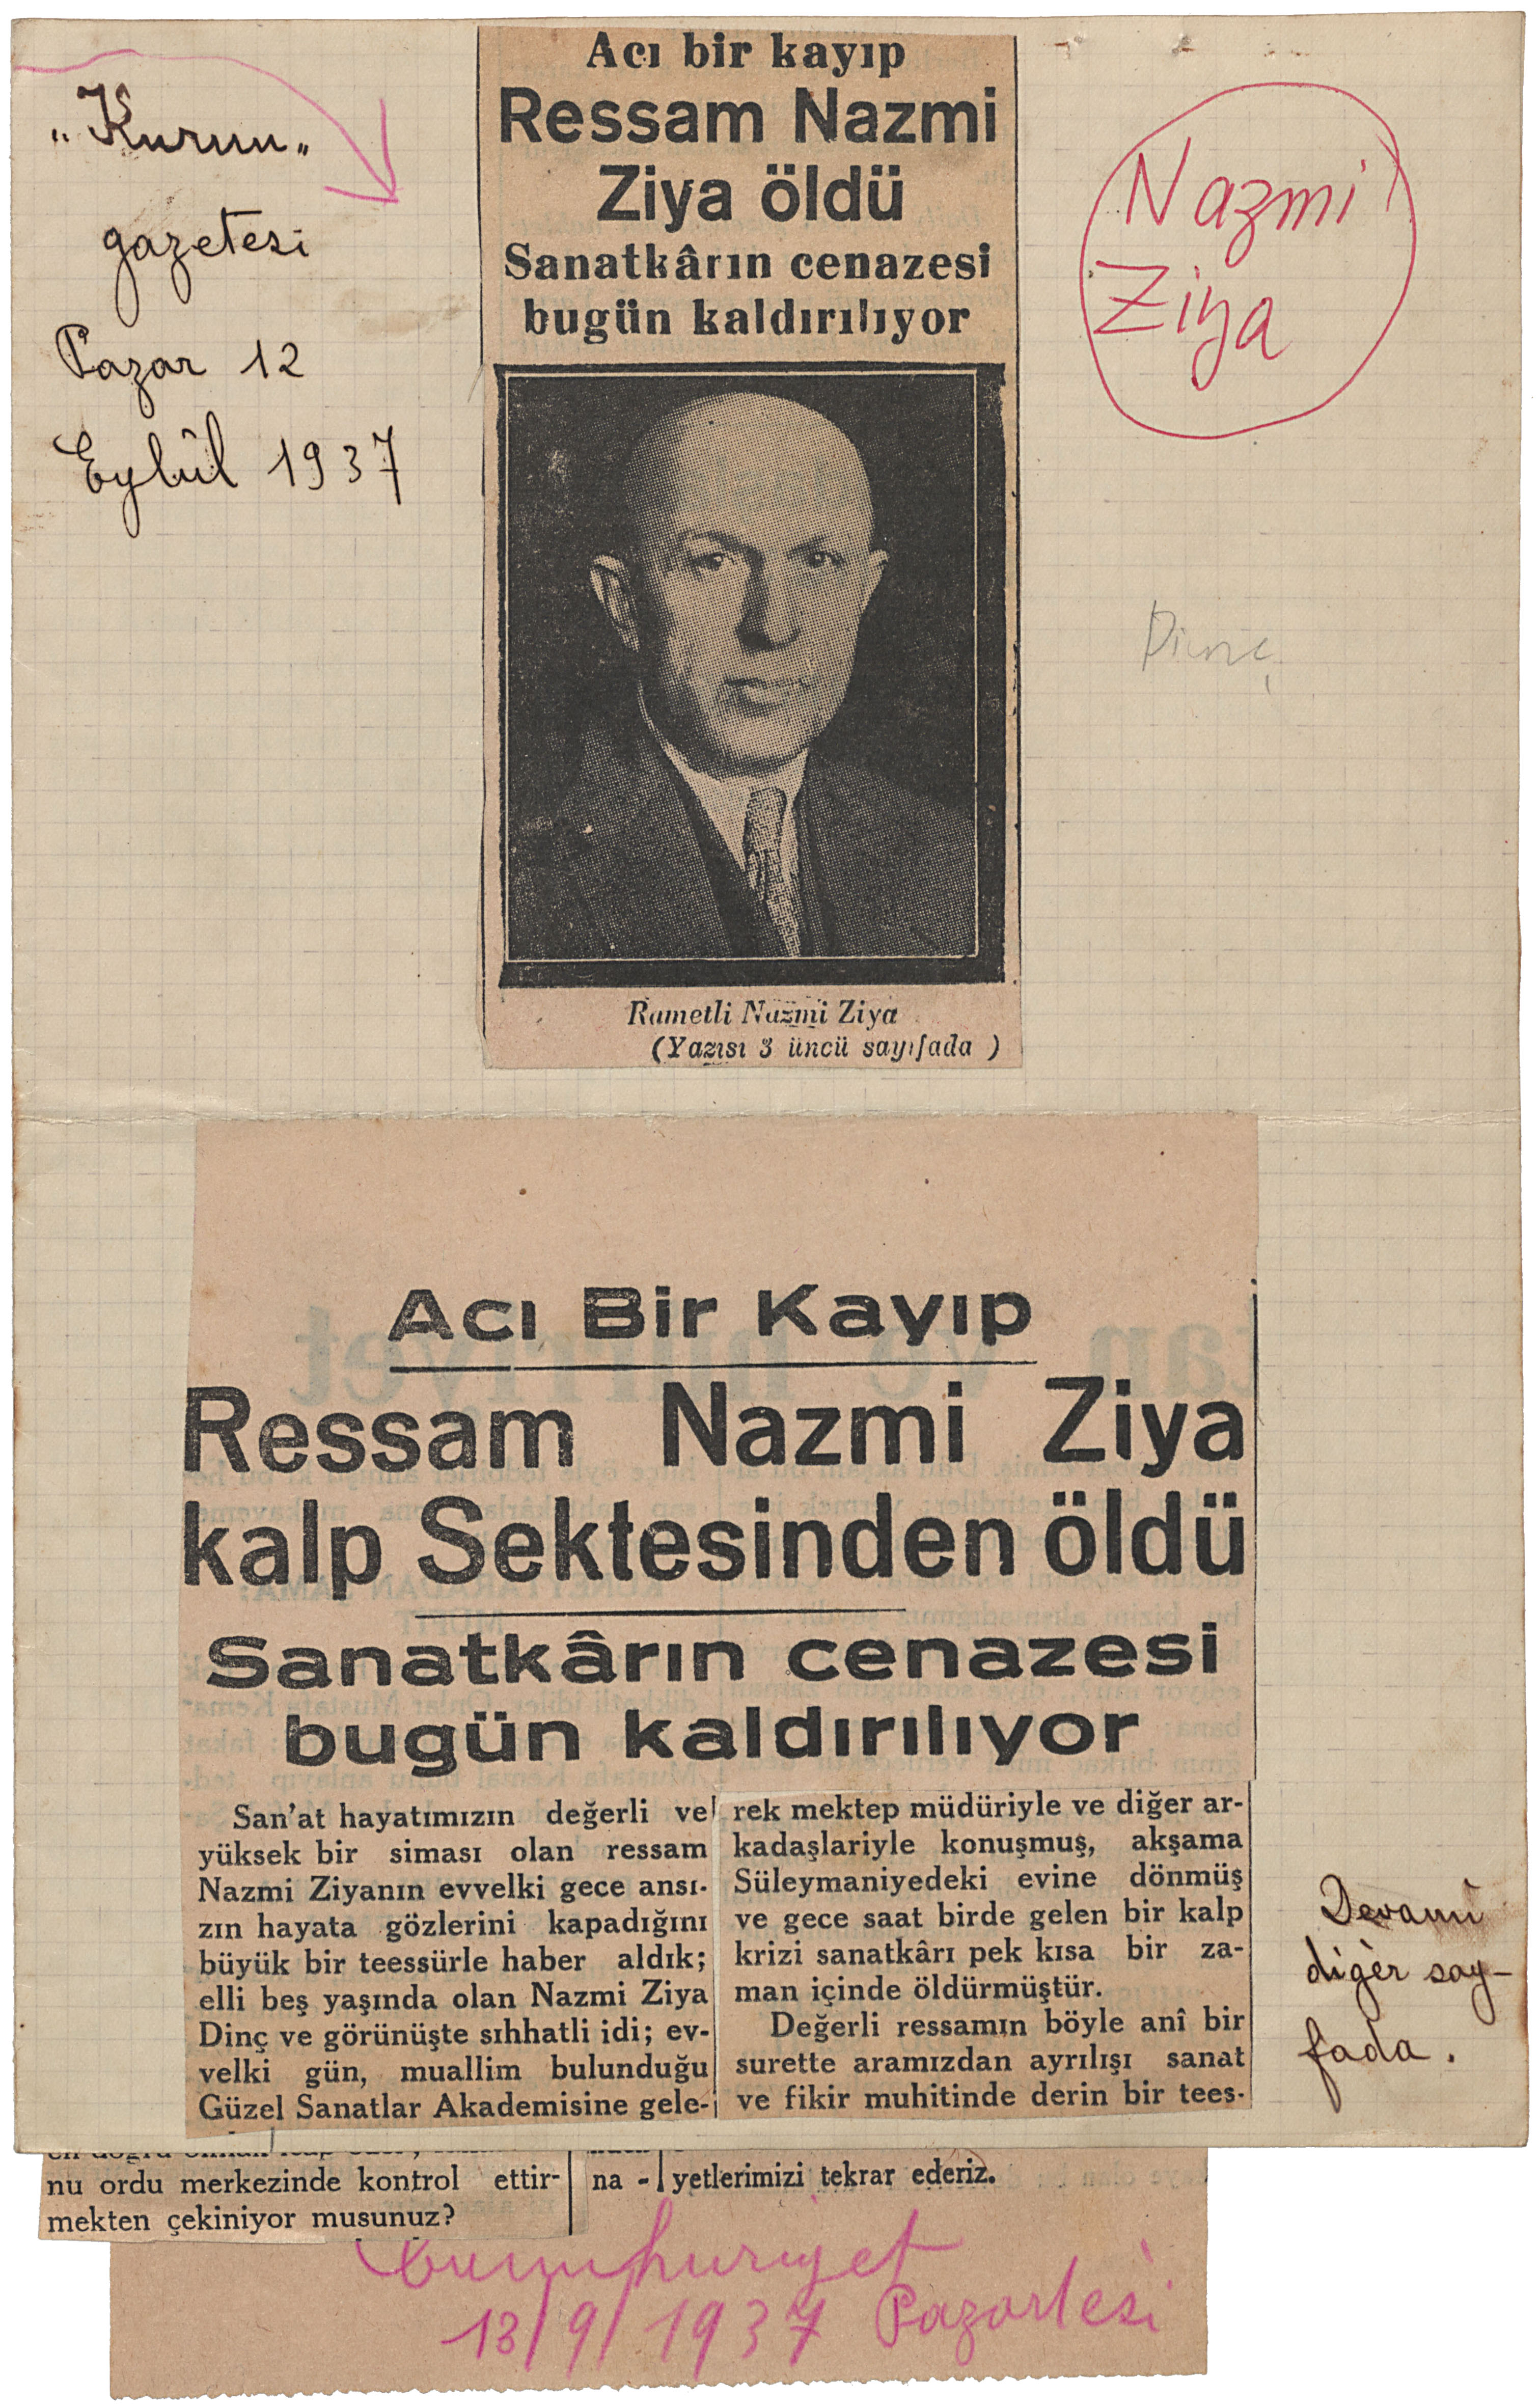 „Kurun„
gazetesi
Pazar 12
Eylûl 1937
Acı bir kayıp
Ressam Nazmi
Ziya öldü
Sanatkârın cenazesi
bugün kaldırılıyor
Rametli Nazmi Ziya
(Yazısı 3 üncü sayıfada )
Nazmi
Ziya
Dinç
Acı Bir Kayıp
Ressam Nazmi Ziya
kalp Sektesinden öldü
Sanatkârın cenazesi
bugün kaldırılıyor
San'at hayatımızın değerli ve
yüksek bir siması olan ressam
Nazmi Ziyanın evvelki gece ansı-
zın hayata gözlerini kapadığını
büyük bir teessürle haber aldık;
elli beş yaşında olan Nazmi Ziya
Dinç ve görünüşte sıhhatli idi; ev-
velki gün, muallim bulunduğu
Güzel Sanatlar Akademisine gele-
rek mektep müdüriyle ve diğer ar-
kadaşlariyle konuşmuş, akşama
Süleymaniyedeki evine dönmüş
ve gece saat birde gelen bir kalp
krizi sanatkârı pek kısa bir za-
man içinde öldürmüştür.
Değerli ressamın böyle anî bir
surette aramızdan ayrılışı sanat
ve fikir muhitinde derin bir tees-
Devamı
diğer say-
fada.
nu ordu merkezinde kontrol ettir-
mekten çekiniyor musunuz?
na -
yetlerimizi tekrar ederiz.
Cumhuriyet
13/9/1937 Pazartesi